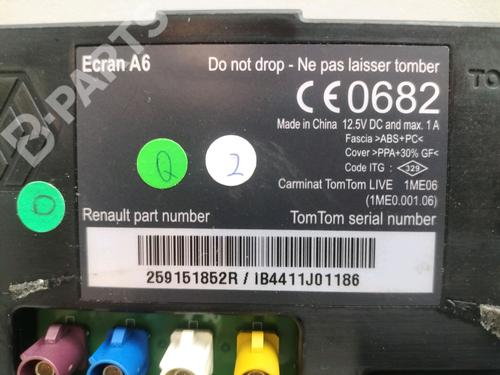 Ecran A6
Do not drop - Ne pas laisser tomber
CE0682
Made in China 12.5V DC and max. 1 A
Fascia >ABS+PC<
Cover >PPA+30% GF<
Code ITG : 329
Carminat TomTom LIVE 1ME06
(1ME0.001.06)
Q
2
O
Renault part number
TomTom serial number
259151852R / IB4411J01186
B-PARTS